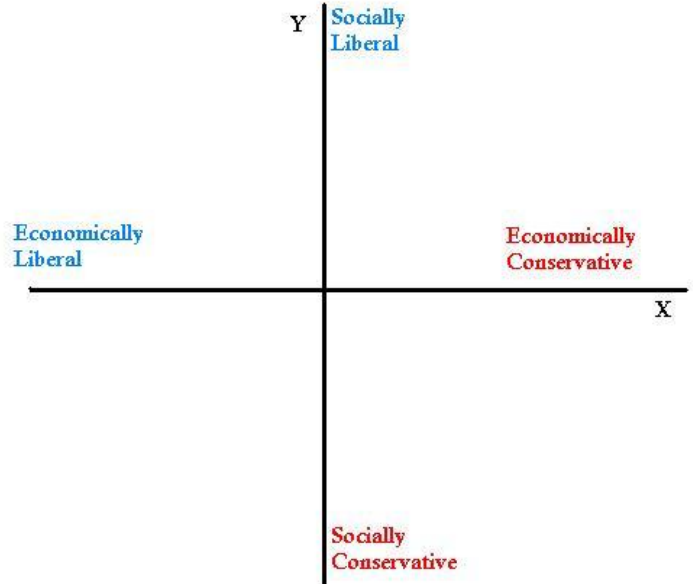 Y
Socially
Liberal
Economically
Liberal
Economically
Conservative
X
Socially
Conservative